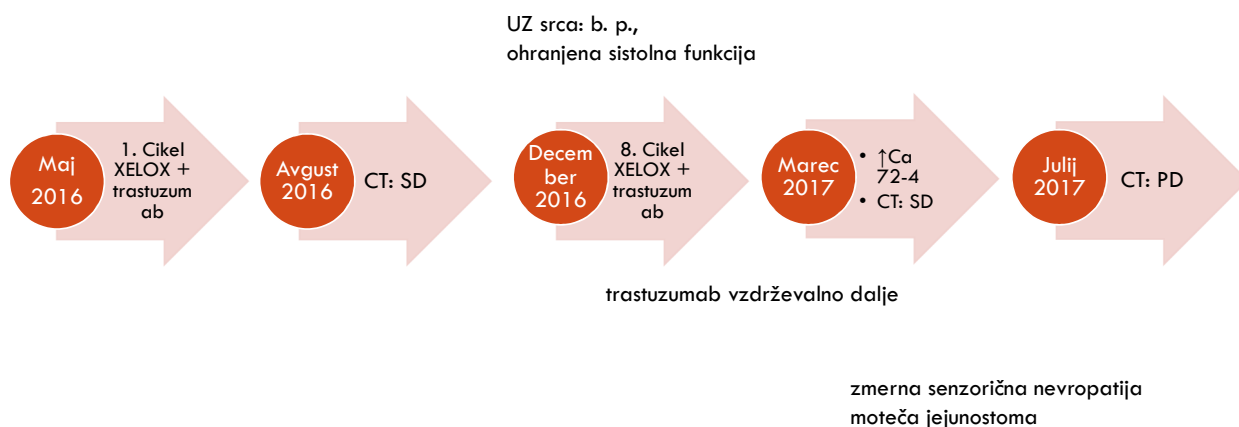 UZ srca: b. p.,
ohranjena sistolna funkcija
Maj
2016
1. Cikel
XELOX +
trastuzum
ab
Avgust
2016
CT: SD
Decem
ber
2016
8. Cikel
XELOX +
trastuzum
ab
Marec
2017
• ↑Ca
72-4
• CT: SD
Julij
2017
CT: PD
trastuzumab vzdrževalno dalje
zmerna senzorična nevropatija
moteča jejunostoma